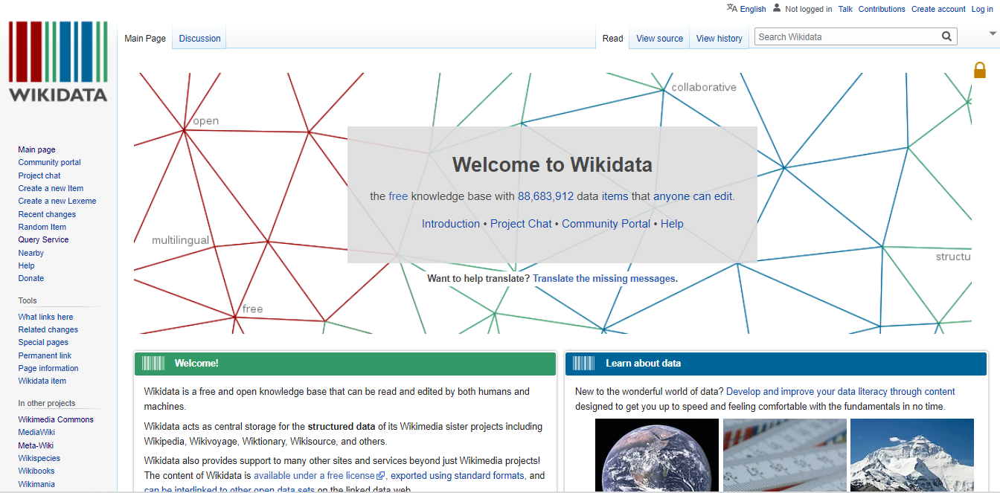 English Not logged in Talk Contributions Create account Log in
WIKIDATA
Main Page Discussion Read View source View history Search Wikidata
Main page
Community portal
Project chat
Create a new Item
Create a new Lexeme
Recent changes
Random Item
Query Service
Nearby
Help
Donate
Tools
What links here
Related changes
Special pages
Permanent link
Page information
Wikidata item
In other projects
Wikimedia Commons
MediaWiki
Meta-Wiki
Wikispecies
Wikibooks
Wikimania
collaborative
open
multilingual
structu
free
Welcome to Wikidata
the free knowledge base with 88,683,912 data items that anyone can edit.
Introduction • Project Chat • Community Portal • Help
Want to help translate? Translate the missing messages.
Welcome!
Wikidata is a free and open knowledge base that can be read and edited by both humans and
machines.
Wikidata acts as central storage for the structured data of its Wikimedia sister projects including
Wikipedia, Wikivoyage, Wiktionary, Wikisource, and others.
Wikidata also provides support to many other sites and services beyond just Wikimedia projects!
The content of Wikidata is available under a free license, exported using standard formats, and
can be interlinked to other open data sets on the linked data web.
Learn about data
New to the wonderful world of data? Develop and improve your data literacy through content
designed to get you up to speed and feeling comfortable with the fundamentals in no time.